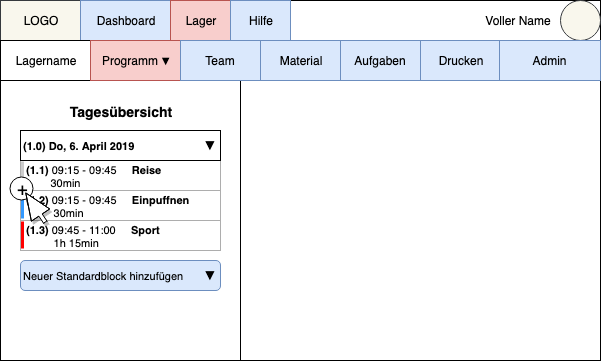 LOGO Dashboard Lager Hilfe Voller Name
Lagername Programm ▼ Team Material Aufgaben Drucken Admin
Tagesübersicht
(1.0) Do, 6. April 2019 ▼
(1.1) 09:15 - 09:45 Reise
30min
+
2) 09:15 - 09:45 Einpuffnen
30min
(1.3) 09:45 - 11:00 Sport
1h 15min
Neuer Standardblock hinzufügen ▼